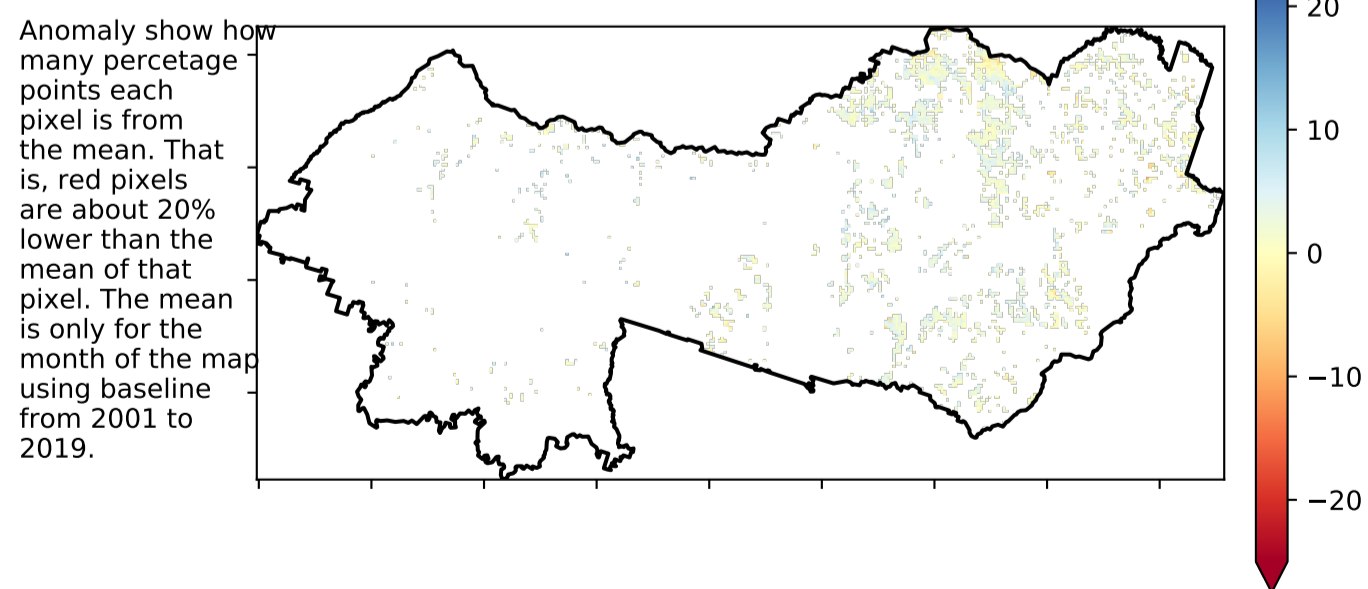 Anomaly show how
many percetage
points each
pixel is from
the mean. That
is, red pixels
are about 20%
lower than the
mean of that
pixel. The mean
is only for the
month of the map
using baseline
from 2001 to
2019.
20
10
0
−10
−20